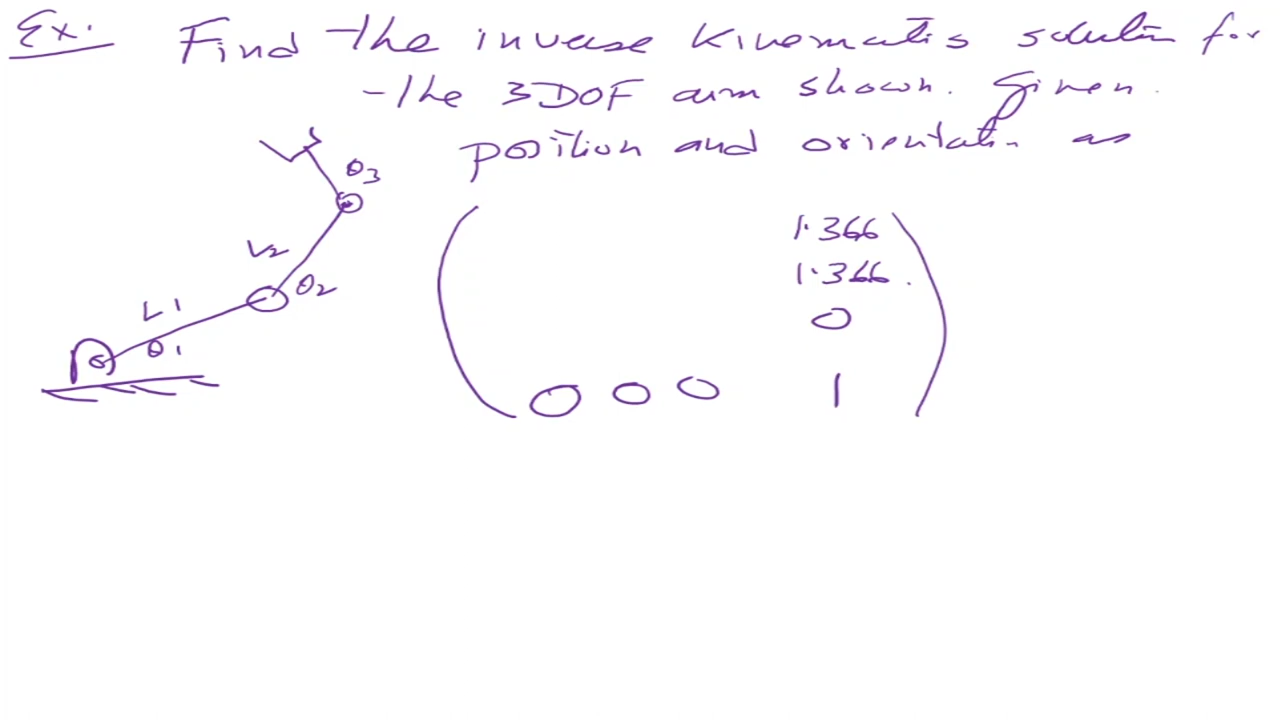 Ex. Find the inverse kinematics solution for
the 3DOF arm shown. Given
position and orientation as
θ3
L2
θ2
L1
θ1
1.366
1.366.
0
0 0 0 1